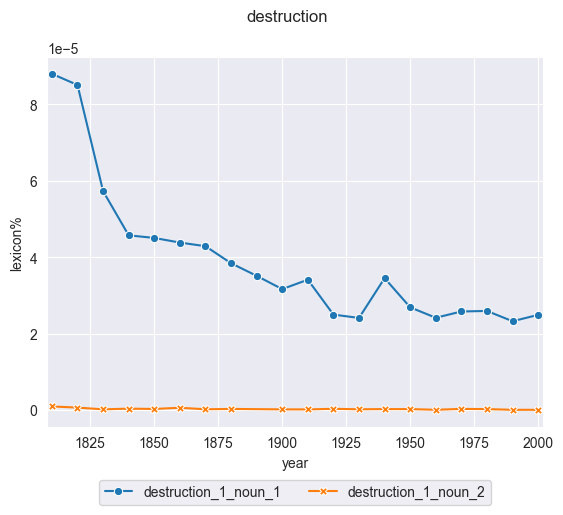 destruction
1e−5
8
6
4
2
0
lexicon%
1825 1850 1875 1900 1925 1950 1975 2000
year
destruction_1_noun_1 destruction_1_noun_2